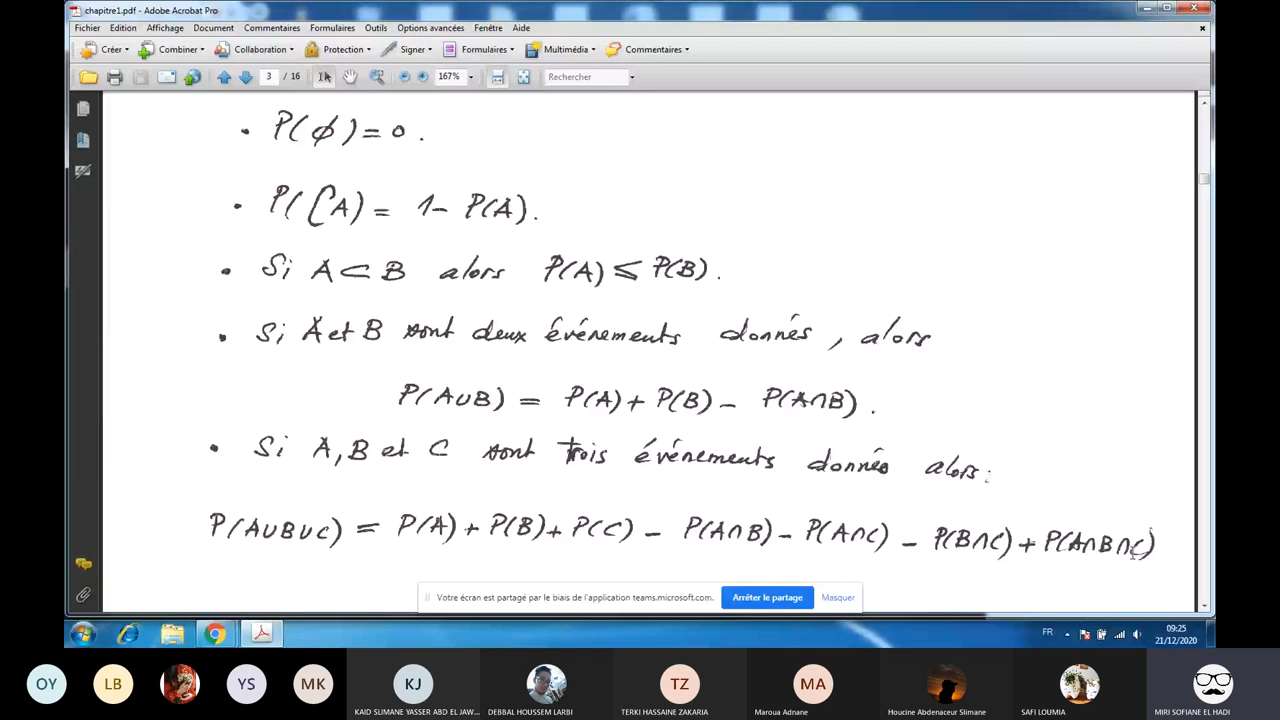 chapitre1.pdf - Adobe Acrobat Pro
Fichier Edition Affichage Document Commentaires Formulaires Outils Options avancées Fenêtre Aide
Créer Combiner Collaboration Protection Signer Formulaires Multimédia Commentaires
3 / 16 167% Rechercher
• P(∅) = 0.
• P(∁A) = 1 - P(A).
• Si A ⊂ B alors P(A) ≤ P(B).
• Si A et B sont deux événements donnés, alors
P(A∪B) = P(A) + P(B) - P(A∩B).
• Si A, B et C sont trois événements donnés alors:
P(A∪B∪C) = P(A) + P(B) + P(C) - P(A∩B) - P(A∩C) - P(B∩C) + P(A∩B∩C)
Votre écran est partagé par le biais de l'application teams.microsoft.com. Arrêter le partage Masquer
FR 09:25
21/12/2020
OY LB YS MK KJ TZ MA
KAID SLIMANE YASSER ABD EL JAW... DEBBAL HOUSSEM LARBI TERKI HASSAINE ZAKARIA Maroua Adnane Houcine Abdenaceur Slimane SAFI LOUMIA MIRI SOFIANE EL HADI